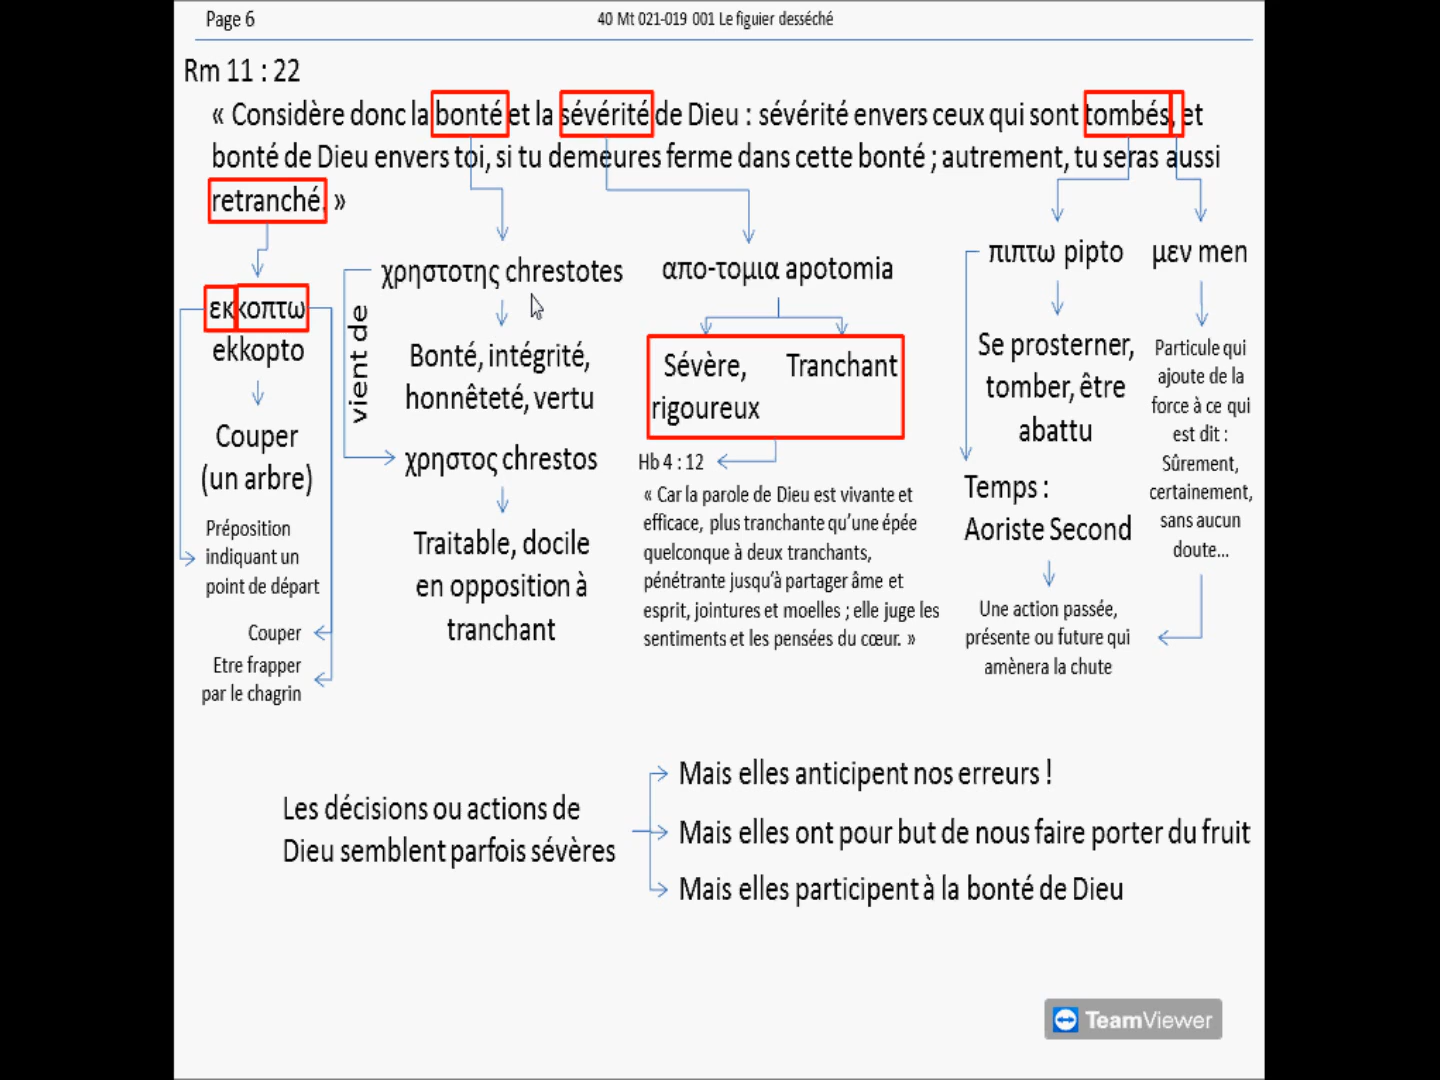 Page 6
40 Mt 021-019 001 Le figuier desséché
Rm 11 : 22
« Considère donc la bonté et la sévérité de Dieu : sévérité envers ceux qui sont tombés, et
bonté de Dieu envers toi, si tu demeures ferme dans cette bonté ; autrement, tu seras aussi
retranché. »
εκκοπτω
ekkopto
Couper
(un arbre)
Préposition
indiquant un
point de départ
Couper
Etre frapper
par le chagrin
vient de
χρηστοτης chrestotes
Bonté, intégrité,
honnêteté, vertu
χρηστος chrestos
Traitable, docile
en opposition à
tranchant
απο-τομια apotomia
Sévère, Tranchant
rigoureux
Hb 4 : 12
« Car la parole de Dieu est vivante et
efficace, plus tranchante qu’une épée
quelconque à deux tranchants,
pénétrante jusqu’à partager âme et
esprit, jointures et moelles ; elle juge les
sentiments et les pensées du cœur. »
πιπτω pipto
Se prosterner,
tomber, être
abattu
Temps :
Aoriste Second
Une action passée,
présente ou future qui
amènera la chute
μεν men
Particule qui
ajoute de la
force à ce qui
est dit :
Sûrement,
certainement,
sans aucun
doute...
Les décisions ou actions de
Dieu semblent parfois sévères
Mais elles anticipent nos erreurs !
Mais elles ont pour but de nous faire porter du fruit
Mais elles participent à la bonté de Dieu
TeamViewer